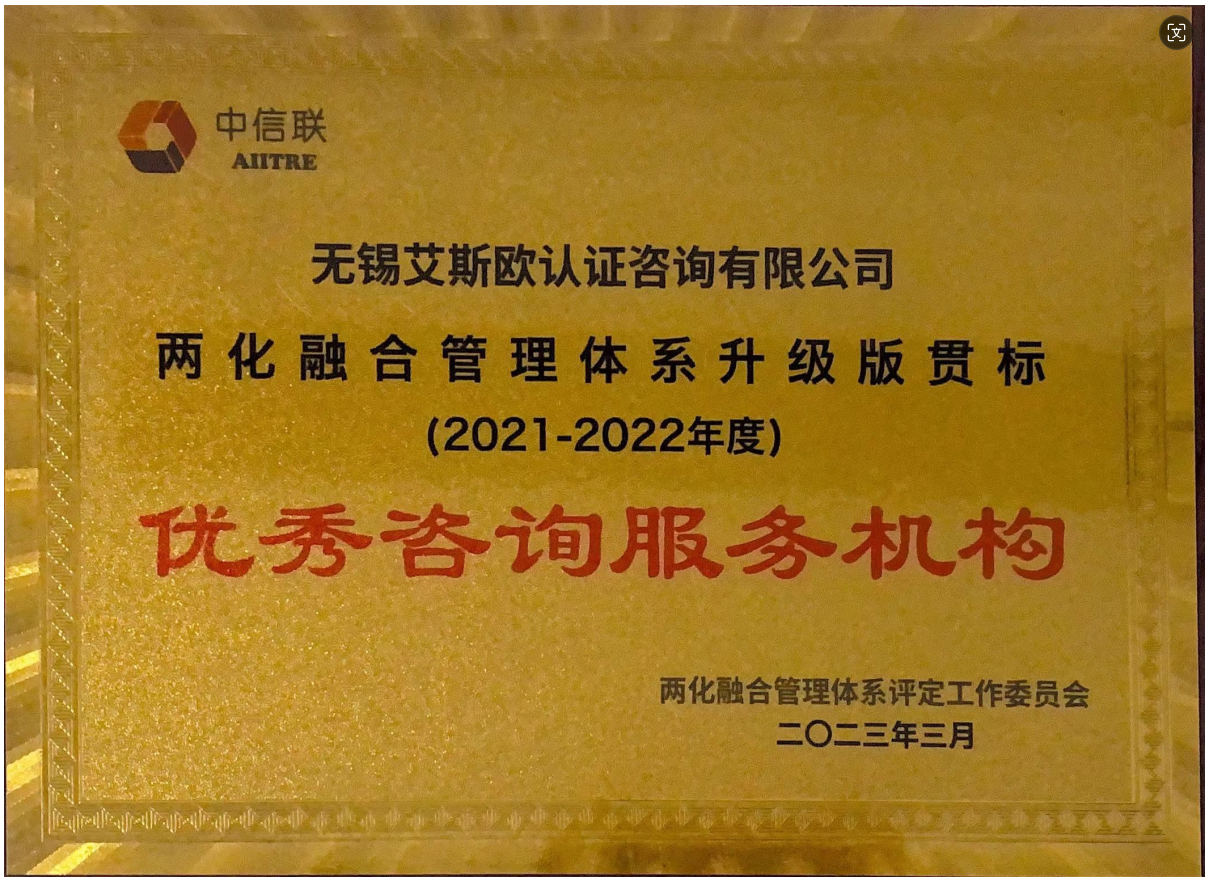 中信联
AIITRE
无锡艾斯欧认证咨询有限公司
两化融合管理体系升级版贯标
(2021-2022年度)
优秀咨询服务机构
两化融合管理体系评定工作委员会
二〇二三年三月